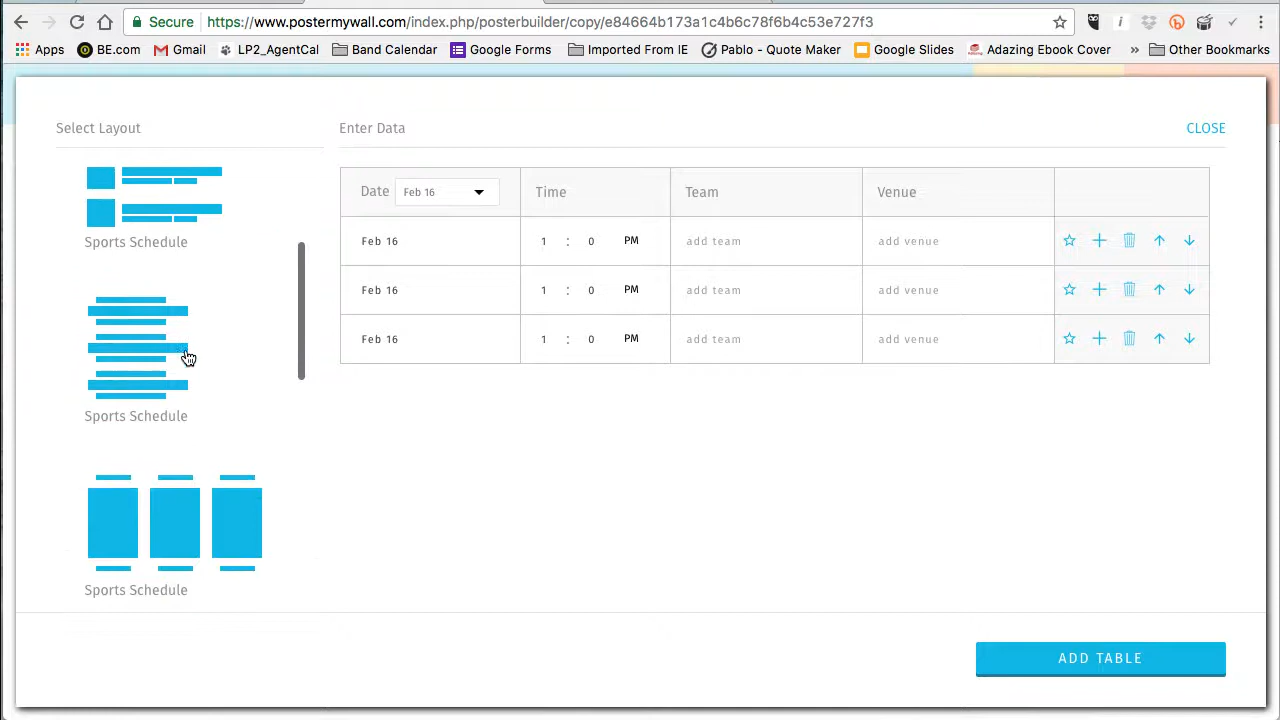 Secure https://www.postermywall.com/index.php/posterbuilder/copy/e84664b173a1c4b6c78f6b4c53e727f3
Apps BE.com Gmail LP2_AgentCal Band Calendar Google Forms Imported From IE Pablo - Quote Maker Google Slides Adazing Ebook Cover » Other Bookmarks
Select Layout
Enter Data
CLOSE
Date Feb 16 Time Team Venue
Feb 16 1 : 0 PM add team add venue
Feb 16 1 : 0 PM add team add venue
Feb 16 1 : 0 PM add team add venue
Sports Schedule
Sports Schedule
Sports Schedule
ADD TABLE